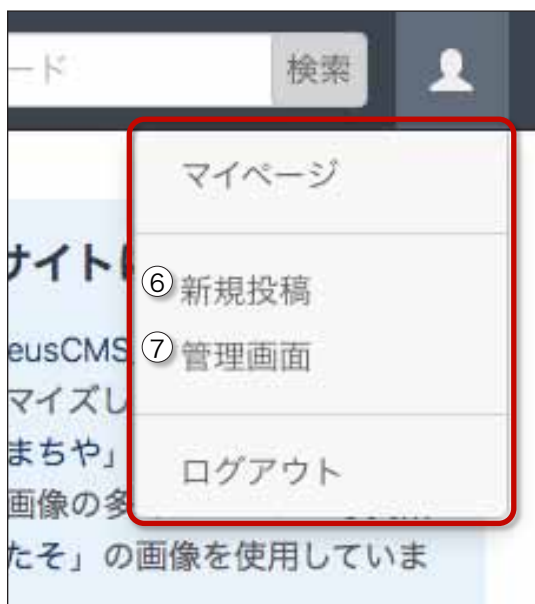 ード 検索
マイページ
サイト
⑥ 新規投稿
eusCMS ⑦ 管理画面
マイズし
まちや」
ログアウト
画像の多
たそ」の画像を使用していま